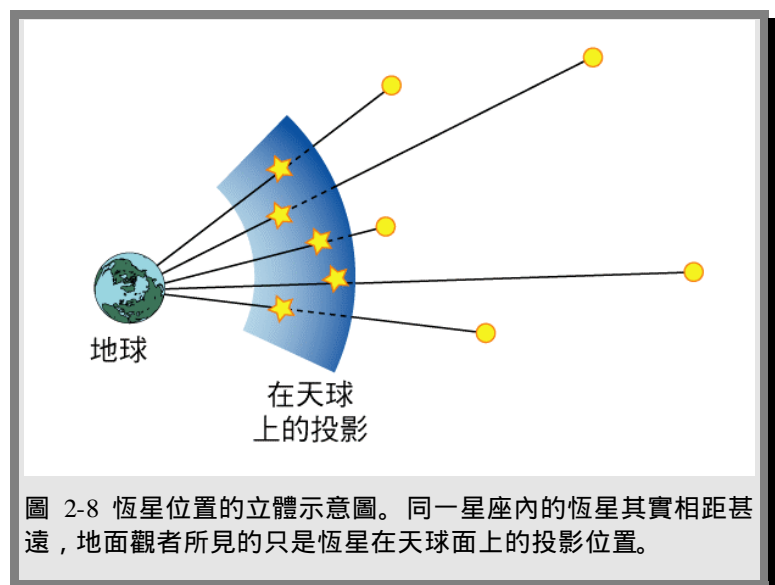 地球
在天球
上的投影
圖 2-8 恆星位置的立體示意圖。同一星座內的恆星其實相距甚
遠，地面觀者所見的只是恆星在天球面上的投影位置。